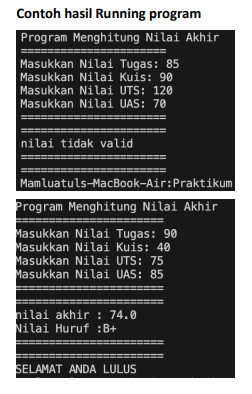 Contoh hasil Running program
Program Menghitung Nilai Akhir
======================
Masukkan Nilai Tugas: 85
Masukkan Nilai Kuis: 90
Masukkan Nilai UTS: 120
Masukkan Nilai UAS: 70
======================
======================
nilai tidak valid
======================
======================
Mamluatuls-MacBook-Air:Praktikum
Program Menghitung Nilai Akhir
======================
Masukkan Nilai Tugas: 90
Masukkan Nilai Kuis: 40
Masukkan Nilai UTS: 75
Masukkan Nilai UAS: 85
======================
======================
nilai akhir : 74.0
Nilai Huruf :B+
======================
======================
SELAMAT ANDA LULUS